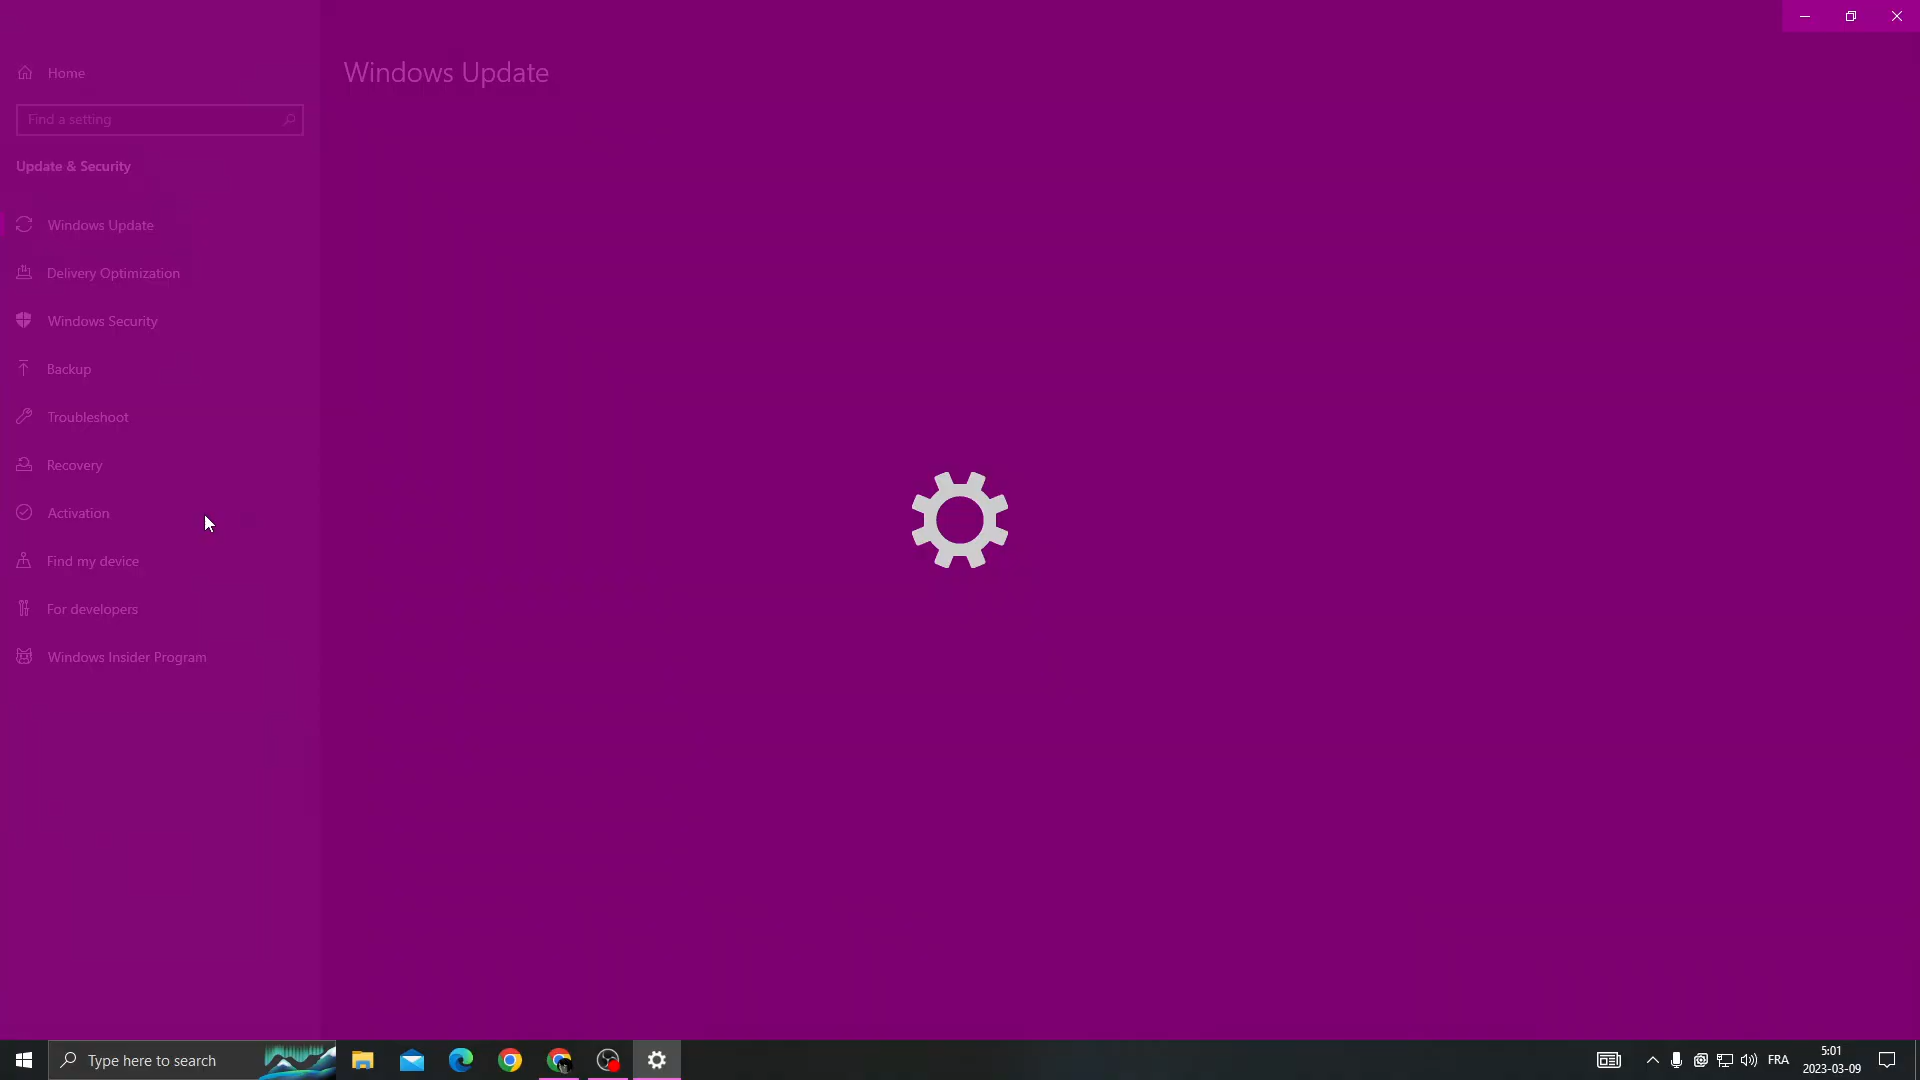 Home
Windows Update
Find a setting
Update & Security
Windows Update
Delivery Optimization
Windows Security
Backup
Troubleshoot
Recovery
Activation
Find my device
For developers
Windows Insider Program
Type here to search
FRA
5:01
2023-03-09